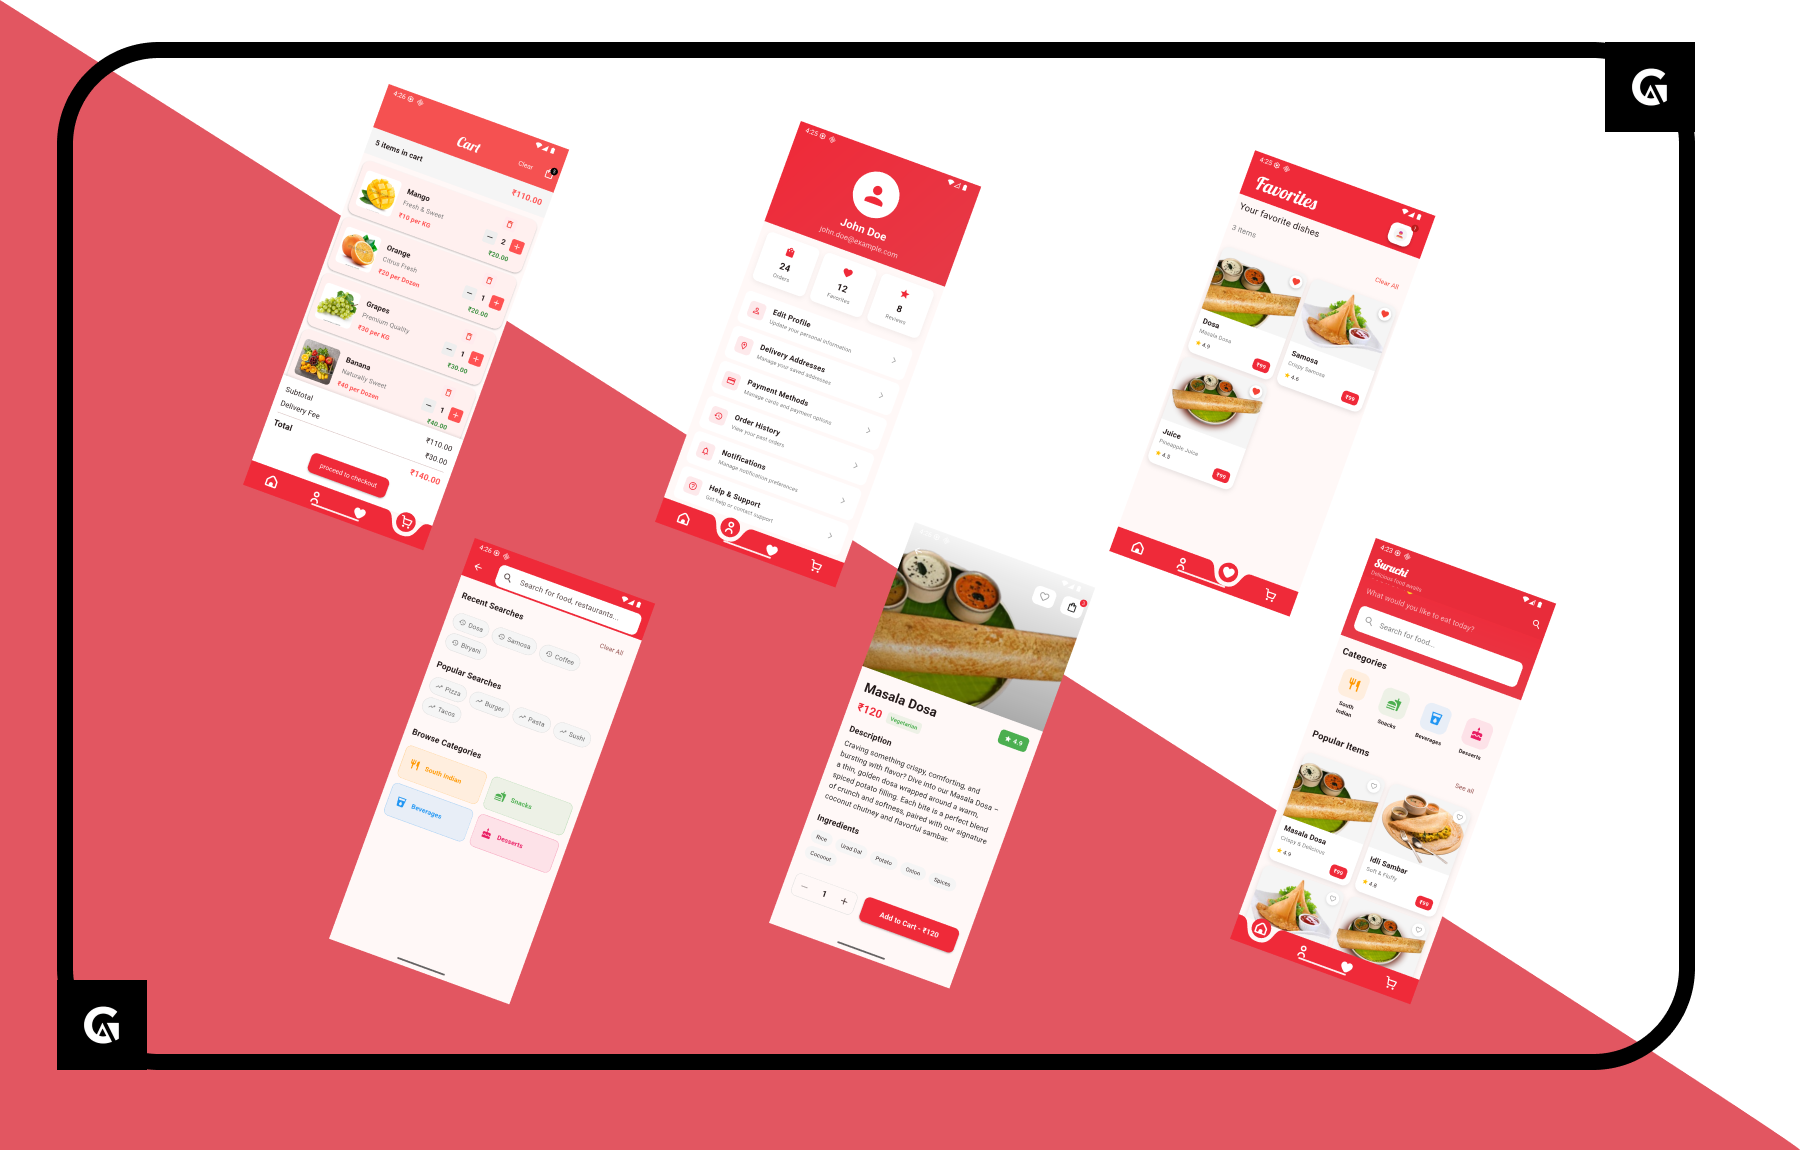 4:26
Cart
Clear
5 items in cart
₹110.00
Mango
Fresh & Sweet
₹10 per KG
2
₹20.00
Orange
Citrus Fresh
₹20 per Dozen
1
₹20.00
Grapes
Premium Quality
₹30 per KG
1
₹30.00
Banana
Naturally Sweet
₹40 per Dozen
1
₹40.00
Subtotal
₹110.00
Delivery Fee
₹30.00
Total
₹140.00
proceed to checkout
4:25
John Doe
john.doe@example.com
24
Orders
12
Favorites
8
Reviews
Edit Profile
Update your personal information
Delivery Addresses
Manage your saved addresses
Payment Methods
Manage cards and payment options
Order History
View your past orders
Notifications
Manage notification preferences
Help & Support
Get help or contact support
4:25
Favorites
Your favorite dishes
3 Items
Clear All
Dosa
Masala Dosa
4.9
₹99
Samosa
Crispy Samosa
4.6
₹99
Juice
Pineapple Juice
4.5
₹99
4:26
Search for food, restaurants...
Recent Searches
Clear All
Dosa
Samosa
Coffee
Biryani
Popular Searches
Pizza
Burger
Pasta
Sushi
Tacos
Browse Categories
South Indian
Snacks
Beverages
Desserts
Masala Dosa
₹120
Vegetarian
4.9
Description
Craving something crispy, comforting, and
bursting with flavor? Dive into our Masala Dosa –
a thin, golden dosa wrapped around a warm,
spiced potato filling. Each bite is a perfect blend
of crunch and softness, paired with our signature
coconut chutney and flavorful sambar.
Ingredients
Rice
Urad Dal
Potato
Onion
Spices
Coconut
1
Add to Cart - ₹120
4:23
Suruchi
Delicious food awaits
What would you like to eat today?
Search for food...
Categories
South
Indian
Snacks
Beverages
Desserts
Popular Items
See all
Masala Dosa
Crispy & Delicious
4.9
₹99
Idli Sambar
Soft & Fluffy
4.8
₹99